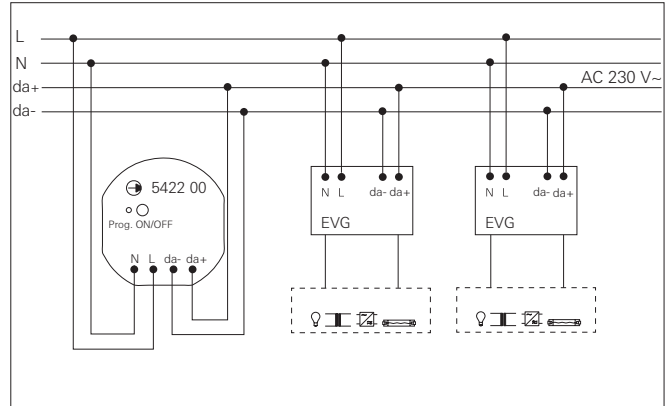 L
N
da+
AC 230 V~
da-
5422 00
Prog. ON/OFF
N L da- da+
N L da- da+
EVG
N L da- da+
EVG